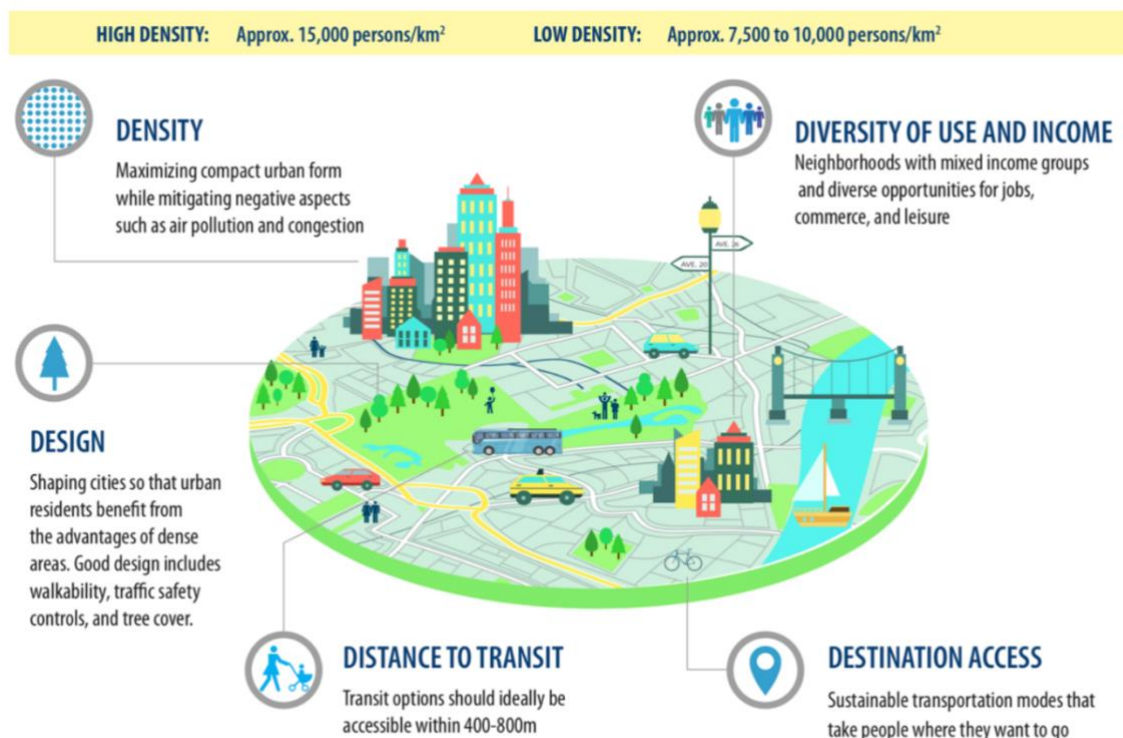 HIGH DENSITY: Approx. 15,000 persons/km² LOW DENSITY: Approx. 7,500 to 10,000 persons/km²
DENSITY
Maximizing compact urban form
while mitigating negative aspects
such as air pollution and congestion
DIVERSITY OF USE AND INCOME
Neighborhoods with mixed income groups
and diverse opportunities for jobs,
commerce, and leisure
AVE. 26
AVE. 20
DESIGN
Shaping cities so that urban
residents benefit from
the advantages of dense
areas. Good design includes
walkability, traffic safety
controls, and tree cover.
DISTANCE TO TRANSIT
Transit options should ideally be
accessible within 400-800m
DESTINATION ACCESS
Sustainable transportation modes that
take people where they want to go